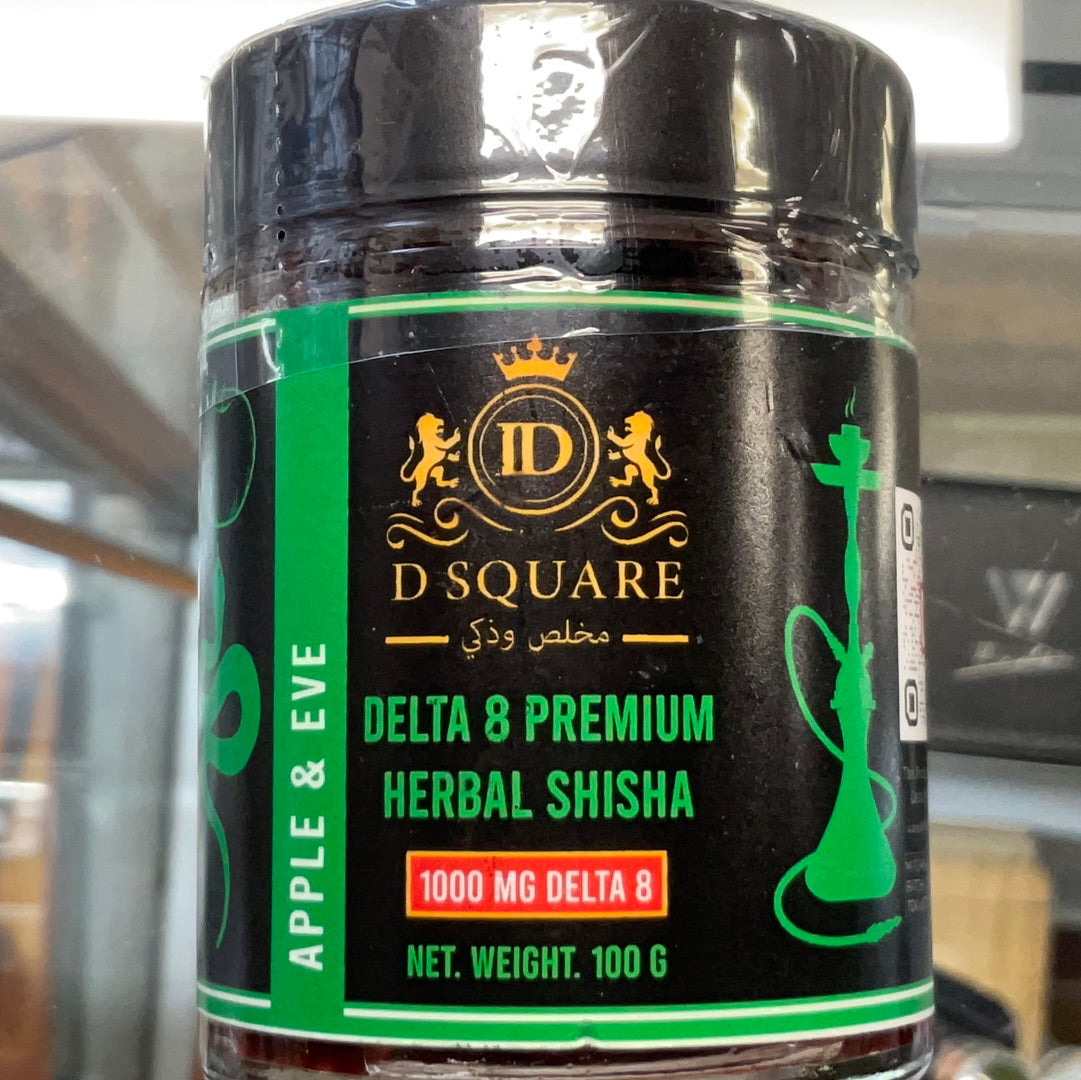 ID
D SQUARE
مخلص وذكي
DELTA 8 PREMIUM
HERBAL SHISHA
1000 MG DELTA 8
NET. WEIGHT. 100 G
APPLE & EVE
W